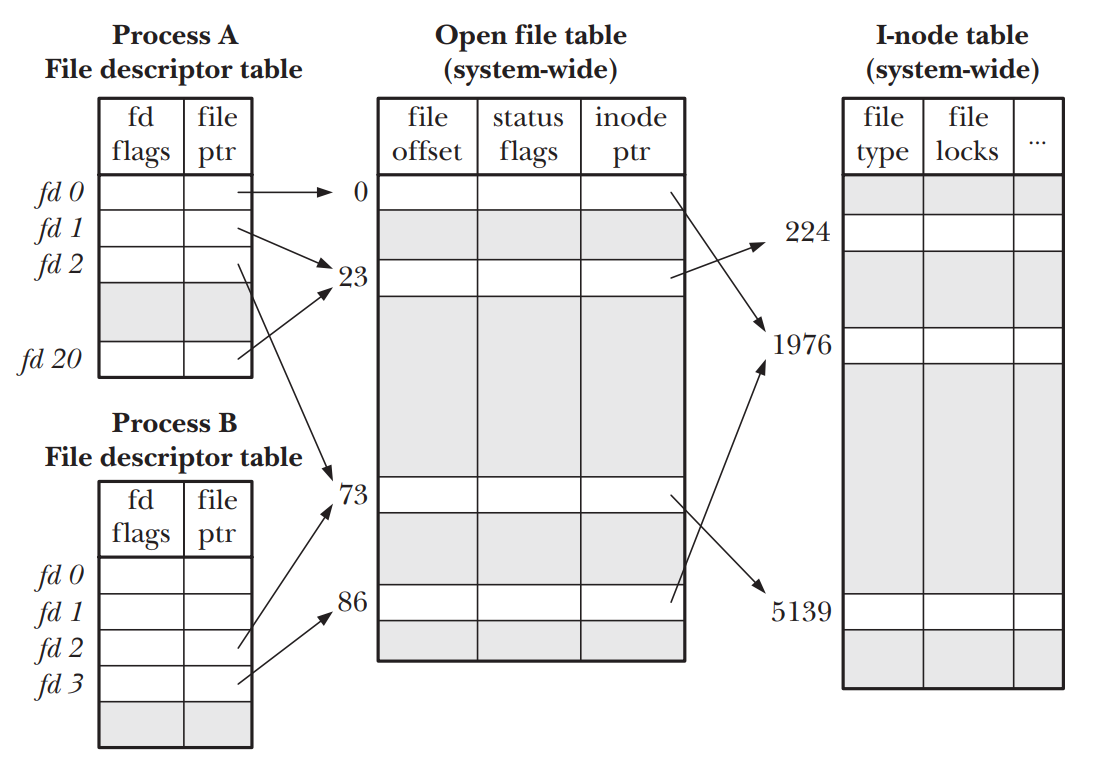 Process A
File descriptor table
fd
flags
file
ptr
fd 0
fd 1
fd 2
fd 20
Process B
File descriptor table
fd
flags
file
ptr
fd 0
fd 1
fd 2
fd 3
Open file table
(system-wide)
file
offset
status
flags
inode
ptr
0
23
73
86
I-node table
(system-wide)
file
type
file
locks
...
224
1976
5139